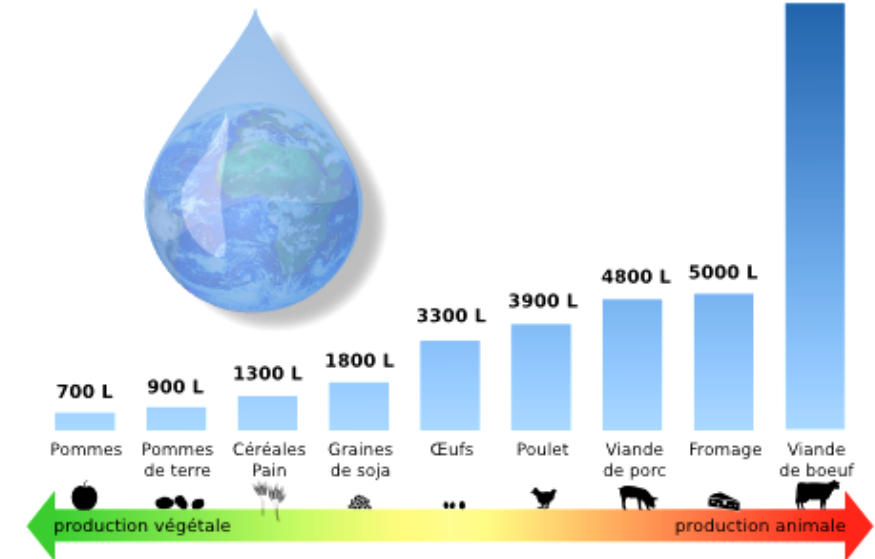 5000 L
4800 L
3900 L
3300 L
1800 L
1300 L
900 L
700 L
Pommes
Pommes
de terre
Céréales
Pain
Graines
de soja
Œufs
Poulet
Viande
de porc
Fromage
Viande
de boeuf
production végétale
production animale